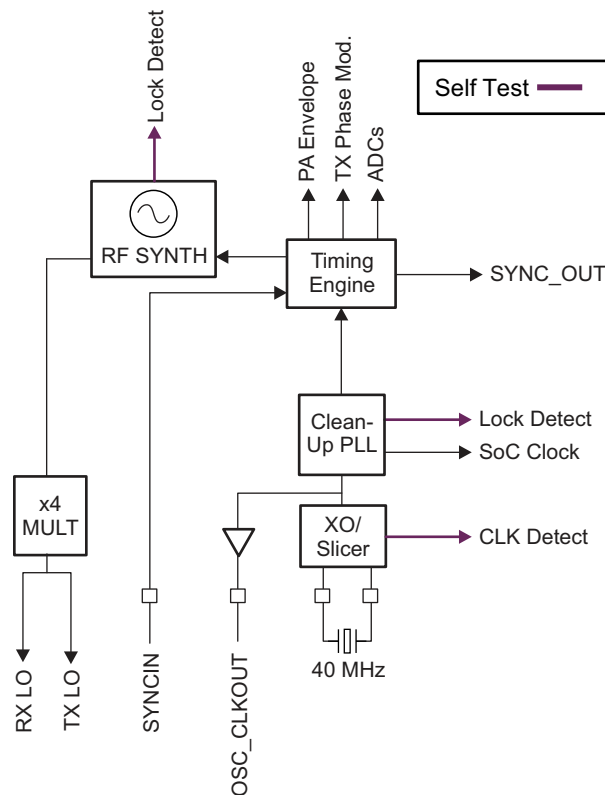 Lock Detect
PA Envelope
TX Phase Mod.
ADCs
Self Test
RF SYNTH
Timing
Engine
SYNC_OUT
Clean-
Up PLL
Lock Detect
SoC Clock
x4
MULT
XO/
Slicer
CLK Detect
40 MHz
RX LO
TX LO
SYNCIN
OSC_CLKOUT